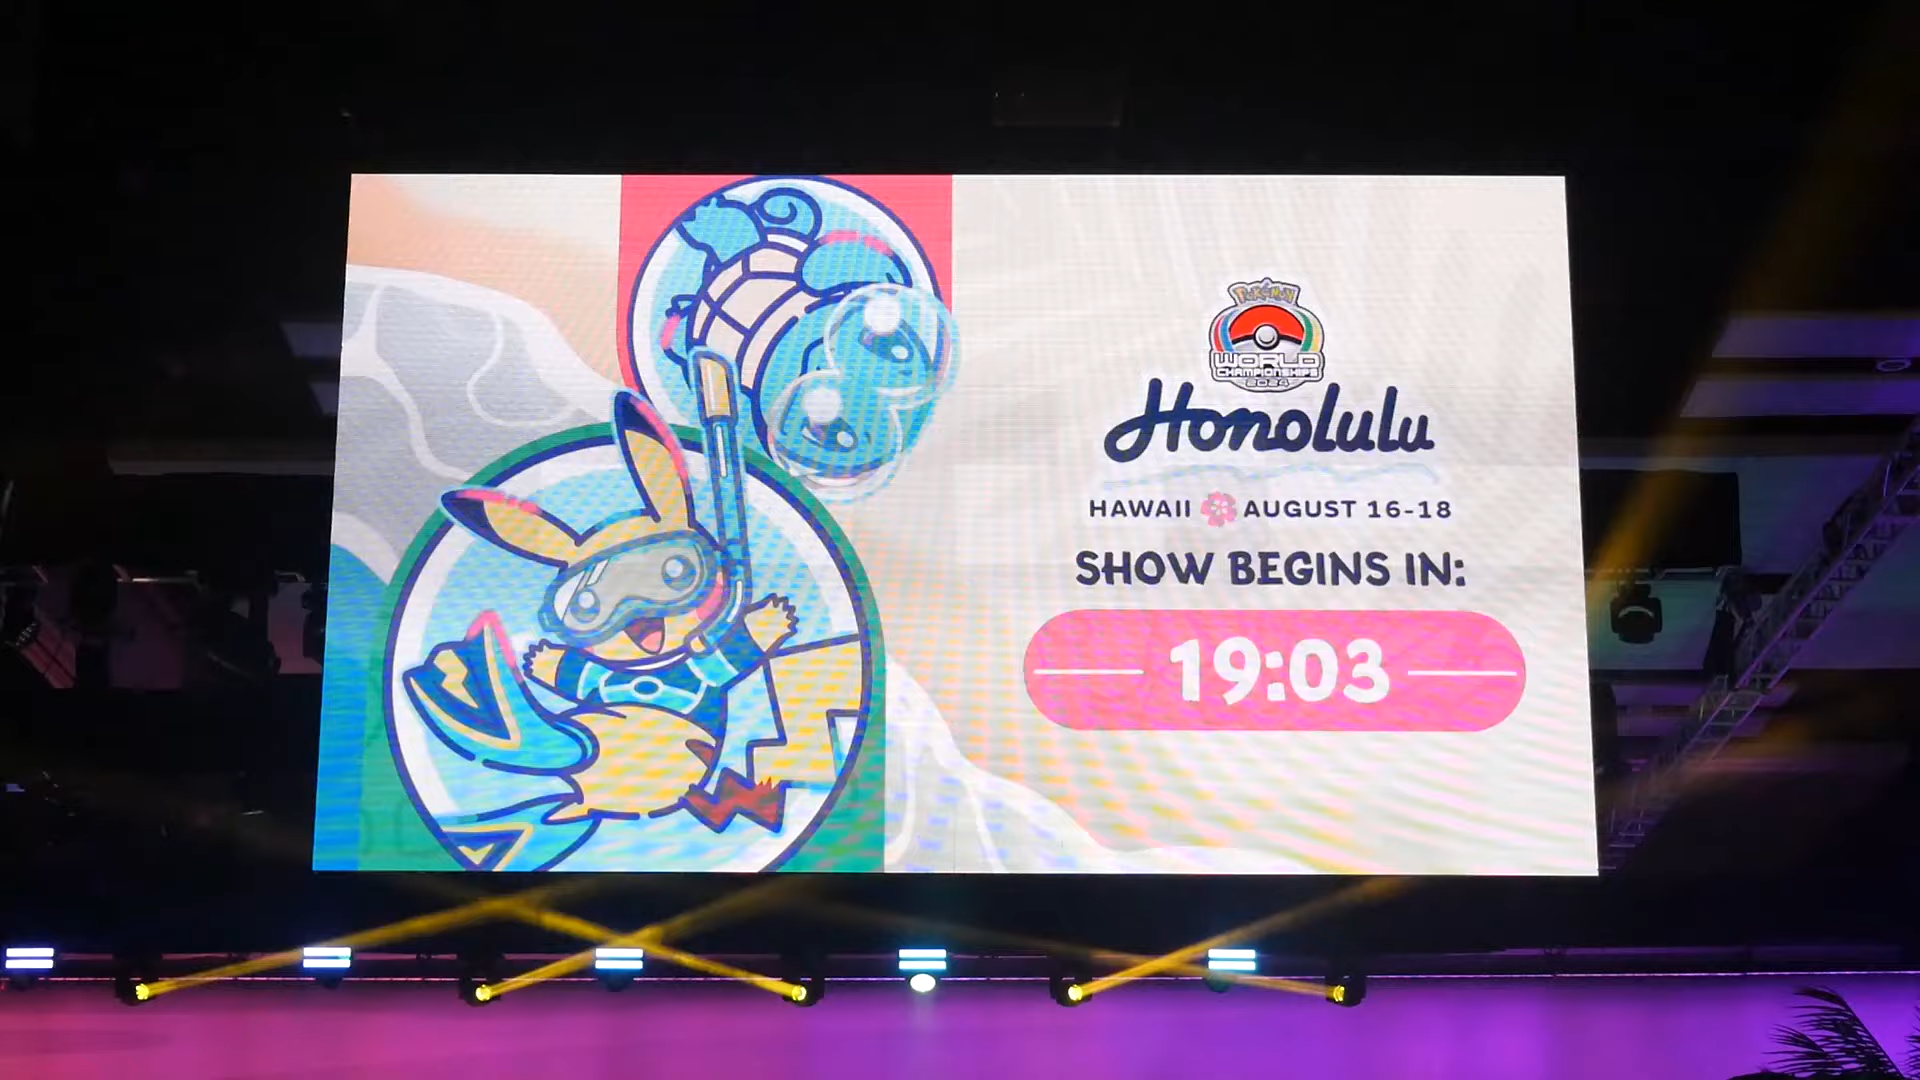 Pokémon
WORLD
CHAMPIONSHIPS
2024
Honolulu
HAWAII AUGUST 16-18
SHOW BEGINS IN:
19:03